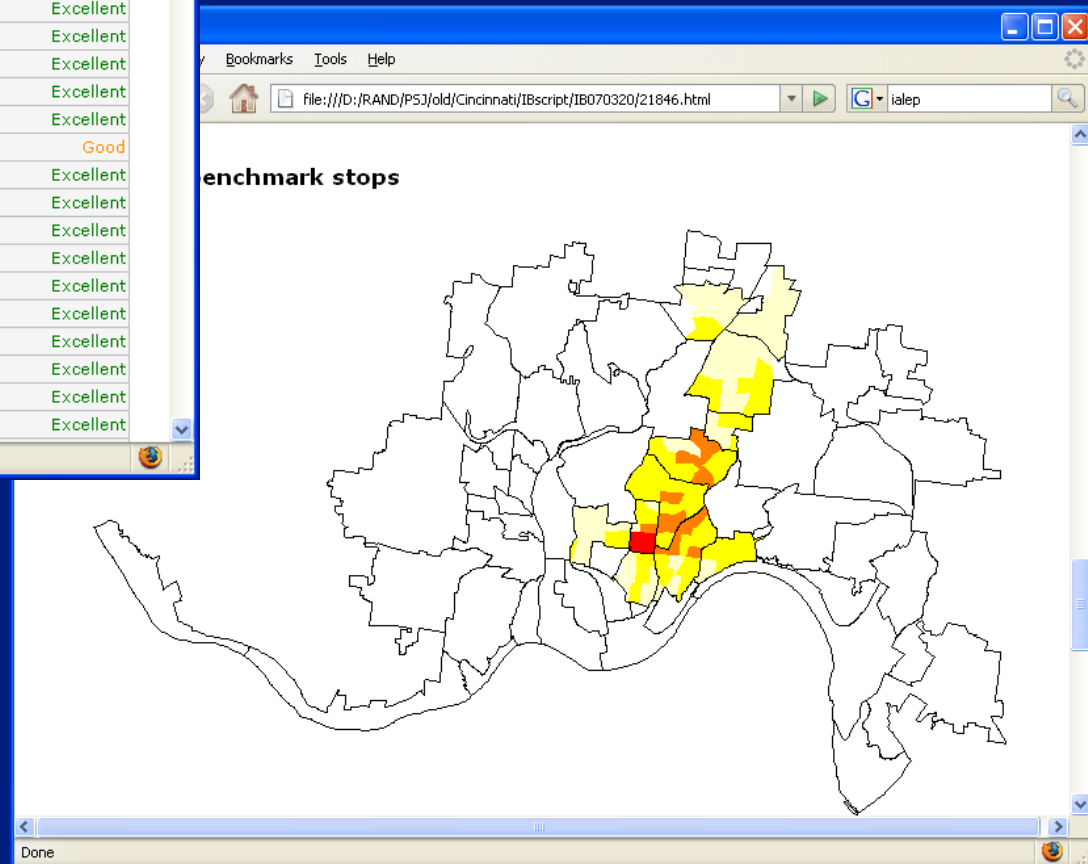 Excellent
Excellent
Excellent
Excellent
Excellent
Good
Excellent
Excellent
Excellent
Excellent
Excellent
Excellent
Excellent
Excellent
Excellent
Excellent
Bookmarks Tools Help
file:///D:/RAND/PSJ/old/Cincinnati/IBscript/IB070320/21846.html
G ialep
enchmark stops
Done